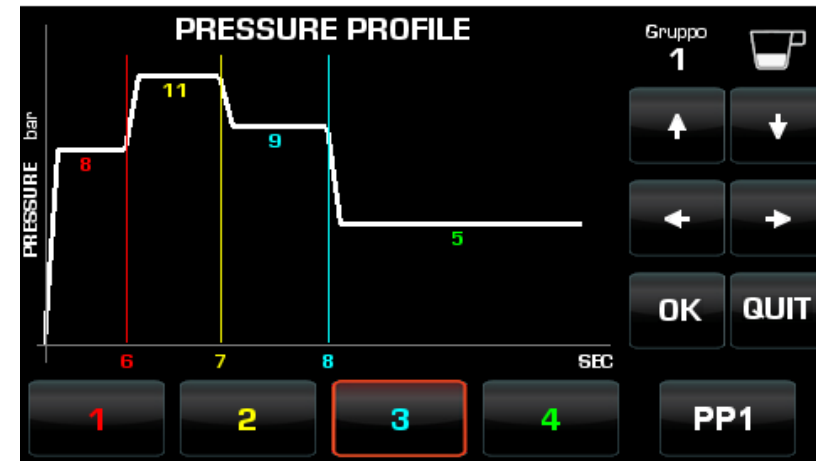 PRESSURE PROFILE
Gruppo
1
PRESSURE bar
11
9
8
5
6 7 8 SEC
OK QUIT
1 2 3 4 PP1